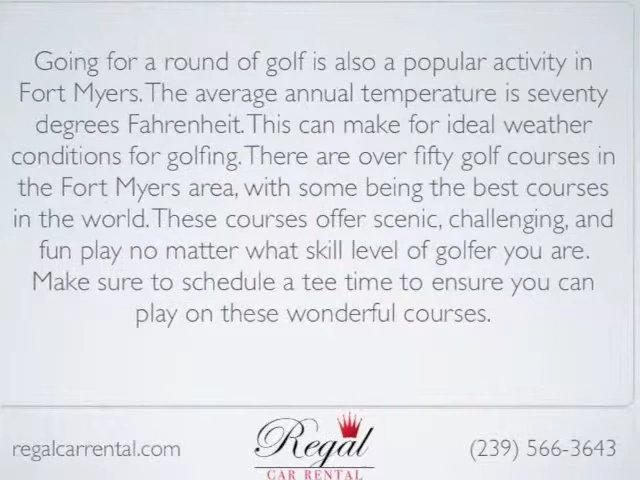 Going for a round of golf is also a popular activity in
Fort Myers. The average annual temperature is seventy
degrees Fahrenheit. This can make for ideal weather
conditions for golfing. There are over fifty golf courses in
the Fort Myers area, with some being the best courses
in the world. These courses offer scenic, challenging, and
fun play no matter what skill level of golfer you are.
Make sure to schedule a tee time to ensure you can
play on these wonderful courses.
regalcarrental.com
Regal
CAR RENTAL
(239) 566-3643